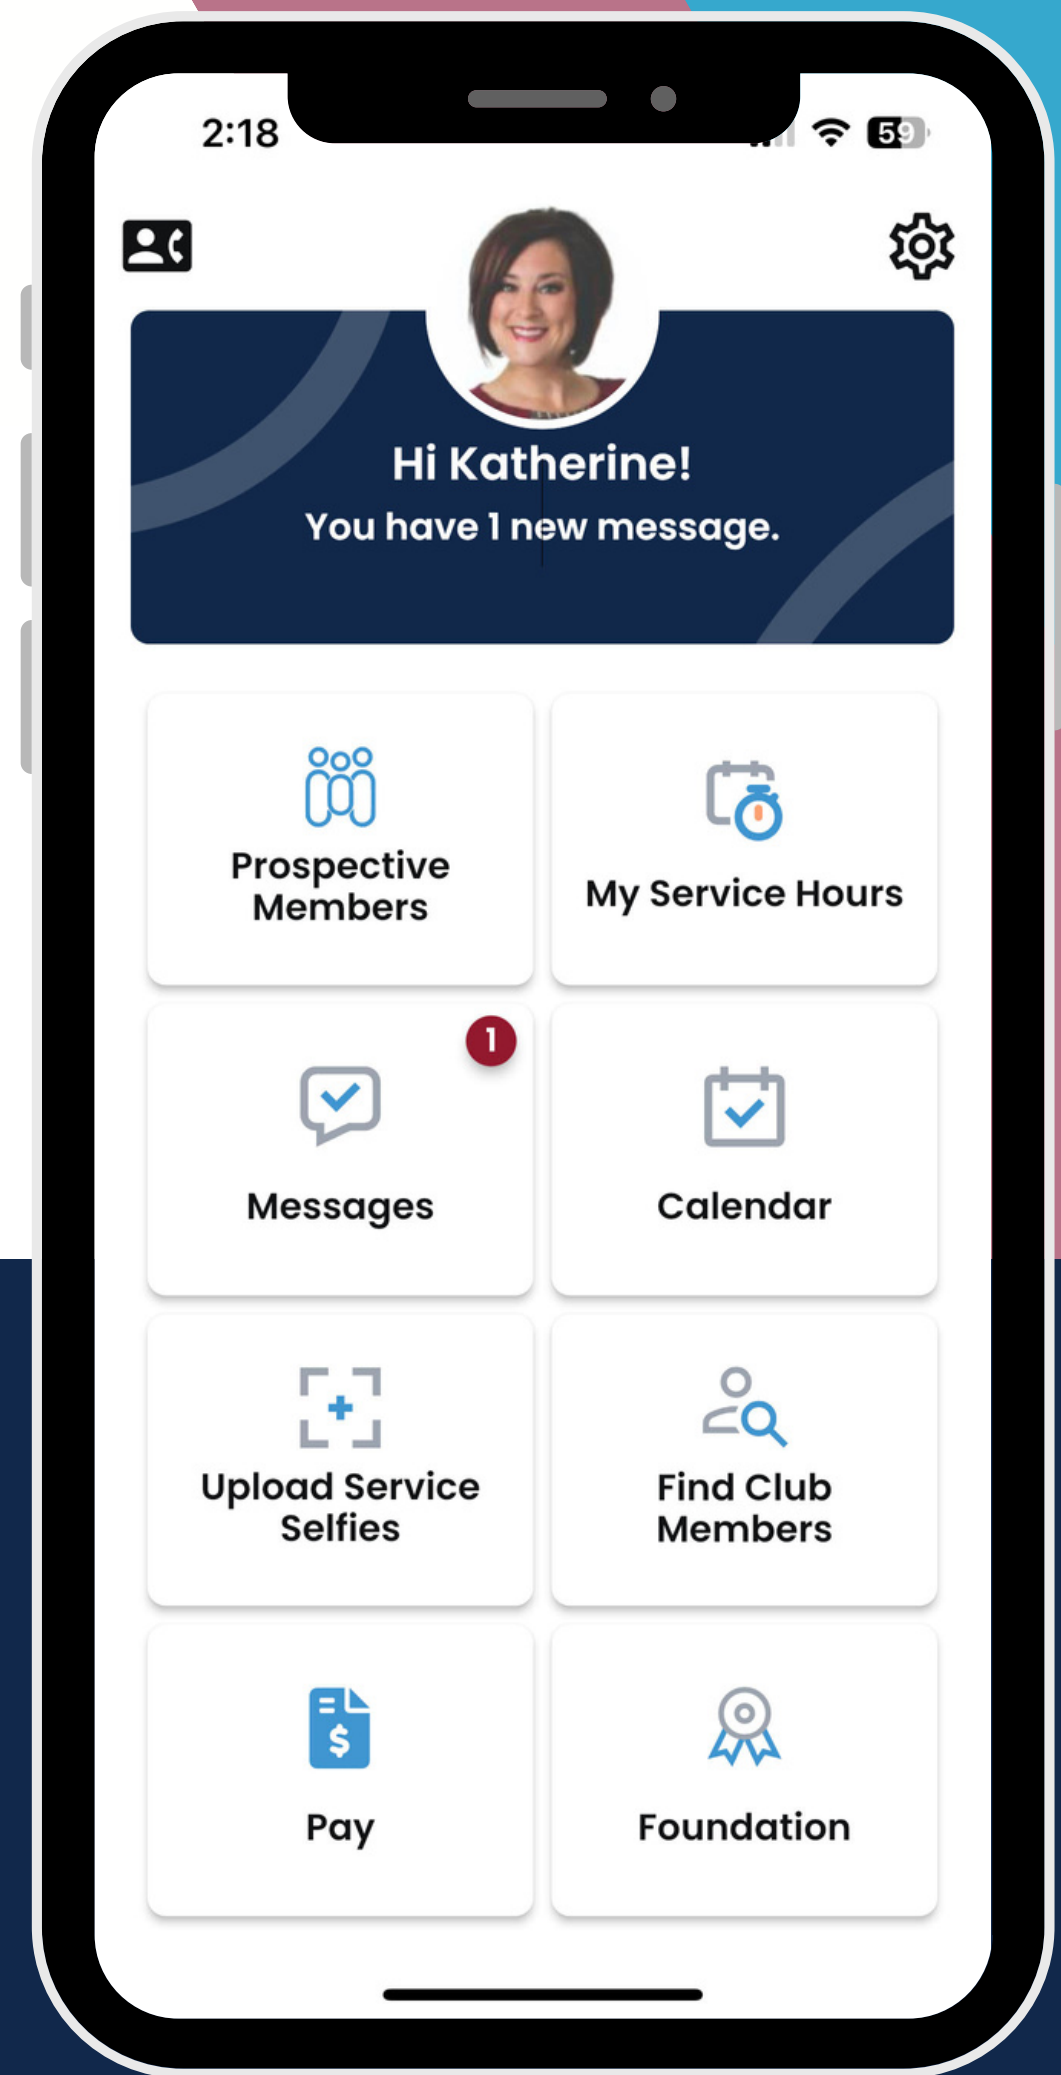 2:18
59
Hi Katherine!
You have 1 new message.
Prospective
Members
My Service Hours
1
Messages
Calendar
Upload Service
Selfies
Find Club
Members
$
Pay
Foundation